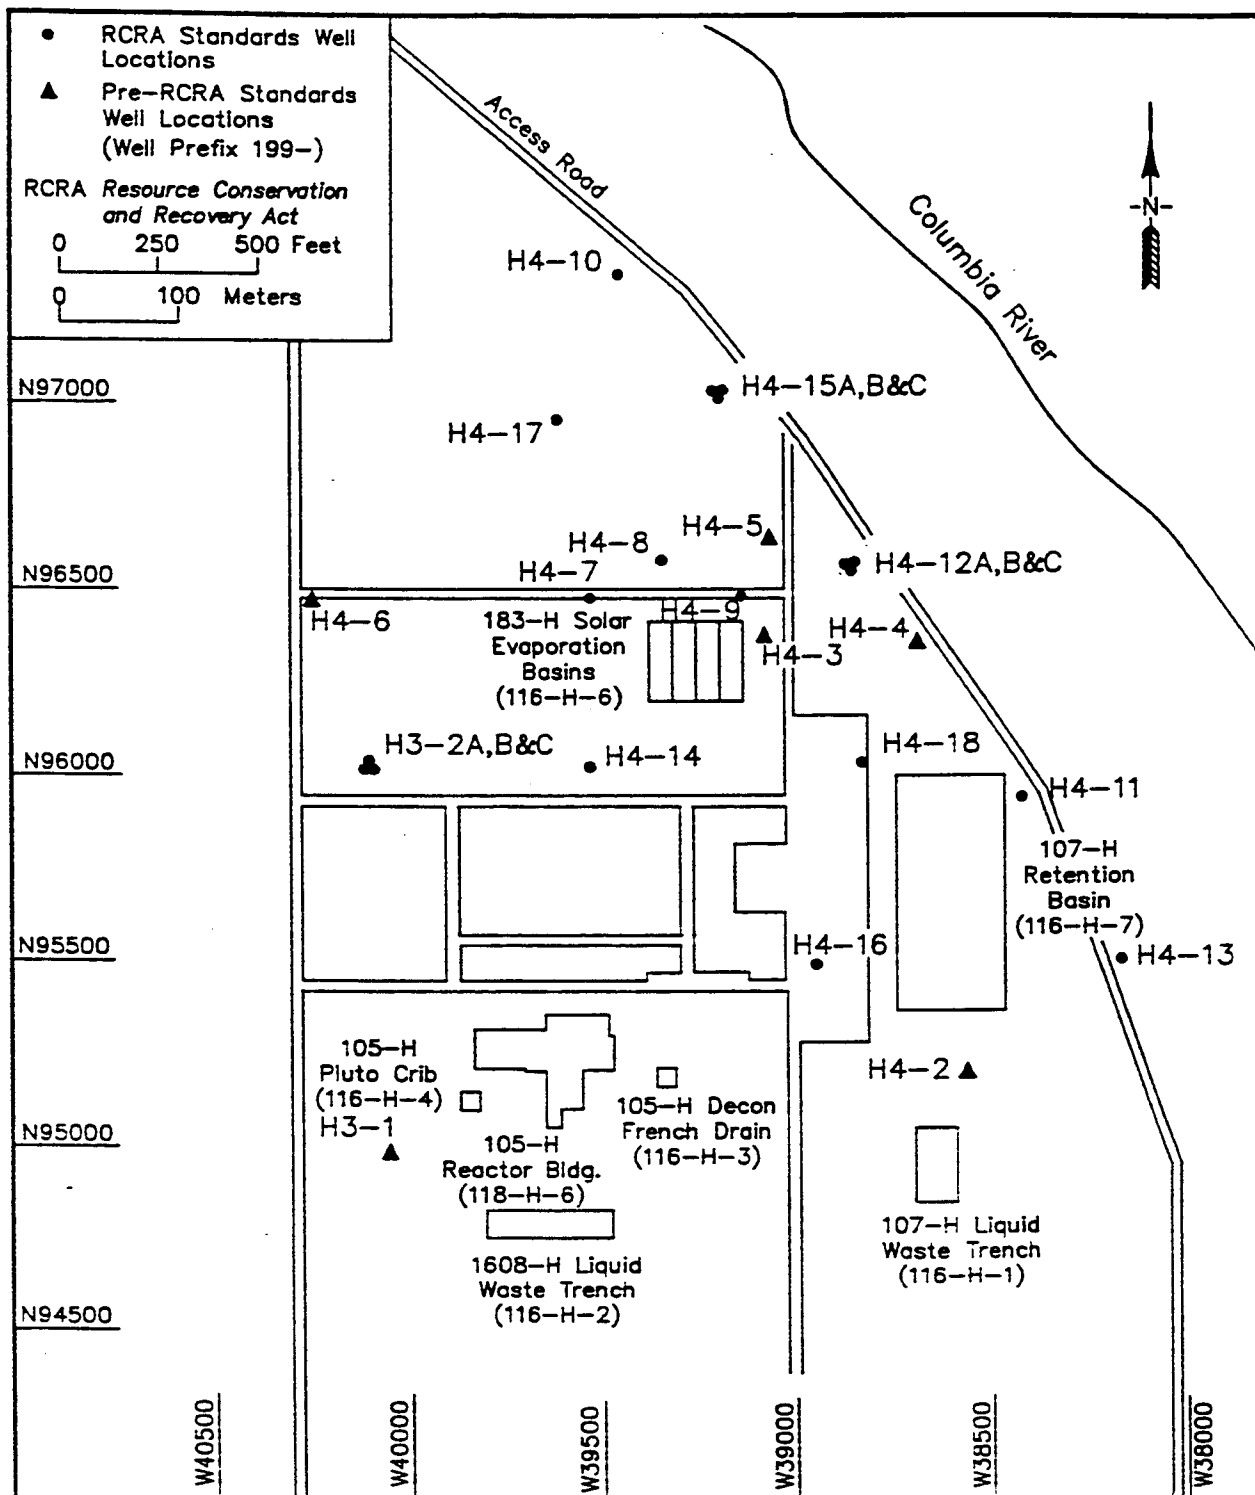 RCRA Standards Well
Locations
Pre-RCRA Standards
Well Locations
(Well Prefix 199-)
RCRA Resource Conservation
and Recovery Act
0 250 500 Feet
0 100 Meters
Access Road
Columbia River
-N-
H4-10
N97000
H4-15A,B&C
H4-17
H4-5
H4-8
H4-7
N96500
H4-12A,B&C
H4-9
H4-6
183-H Solar
Evaporation
Basins
(116-H-6)
H4-4
H4-3
H3-2A,B&C
H4-14
H4-18
N96000
H4-11
107-H
Retention
Basin
(116-H-7)
N95500
H4-16
H4-13
105-H
Pluto Crib
(116-H-4)
H3-1
H4-2
105-H Decon
French Drain
(116-H-3)
N95000
105-H
Reactor Bldg.
(118-H-6)
107-H Liquid
Waste Trench
(116-H-1)
1608-H Liquid
Waste Trench
(116-H-2)
N94500
W40500
W40000
W39500
W39000
W38500
W38000